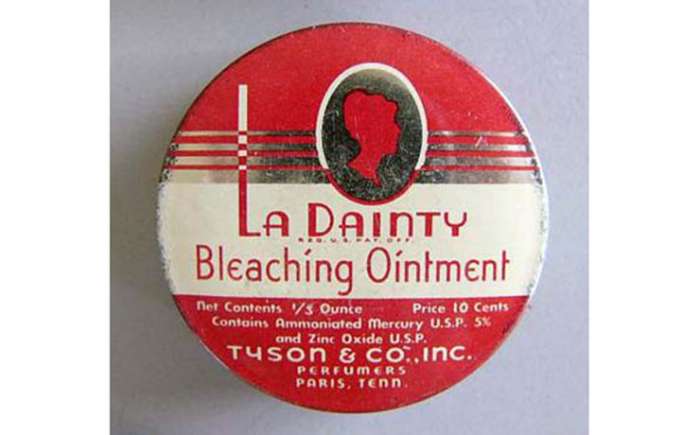 La Dainty
REG. U.S. PAT. OFF.
Bleaching Ointment
Net Contents 1/3 Ounce Price 10 Cents
Contains Ammoniated Mercury U.S.P. 5%
and Zinc Oxide U.S.P.
TYSON & CO., INC.
PERFUMERS
PARIS, TENN.